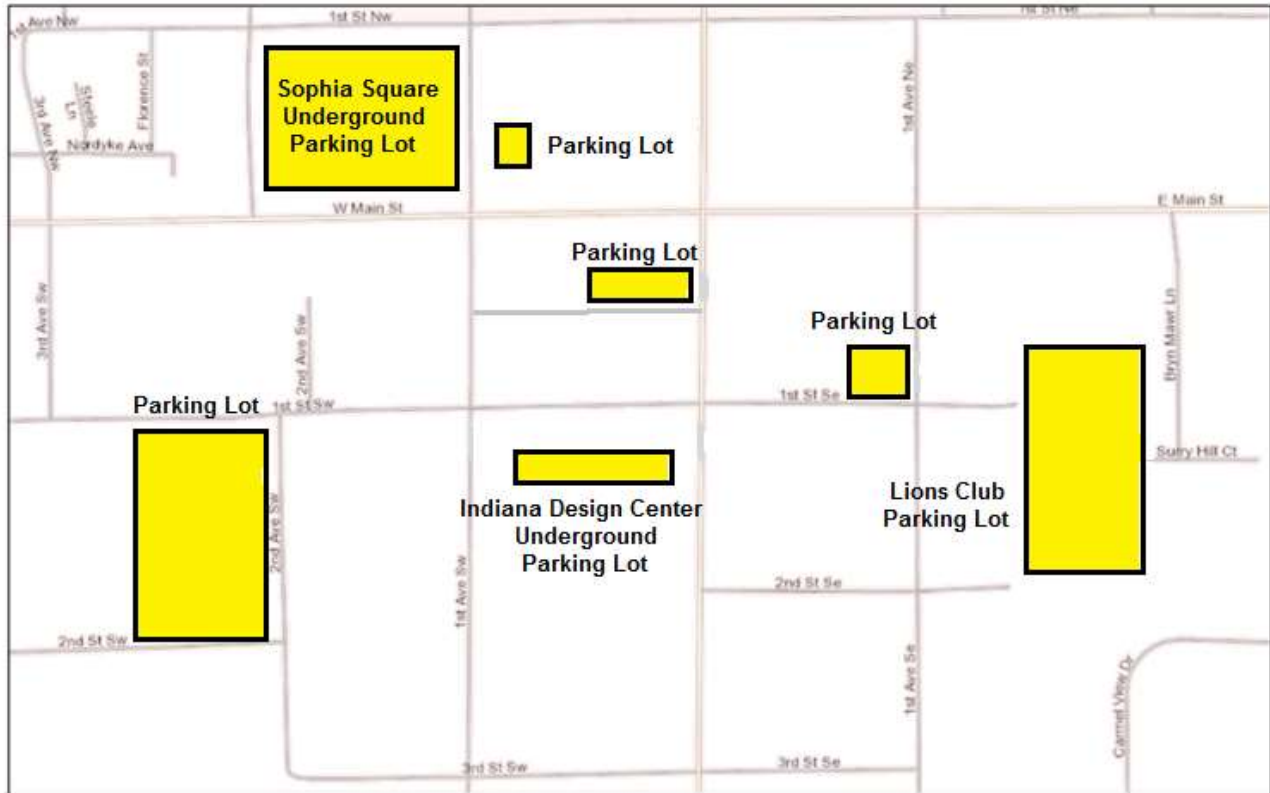 1st Ave Nw
1st St Nw
Sophia Square
Underground
Parking Lot
Florence St
Steele
Ln
3rd Ave Nw
Nordyke Ave
Parking Lot
1st Ave Ne
W Main St
E Main St
Parking Lot
3rd Ave Sw
2nd Ave Sw
Parking Lot
Bryn Mawr Ln
1st St Sw
1st St Se
Parking Lot
Indiana Design Center
Underground
Parking Lot
2nd Ave Sw
1st Ave Sw
Lions Club
Parking Lot
Surry Hill Ct
2nd St Se
2nd St Sw
1st Ave Se
Carmel View Dr
3rd St Sw
3rd St Se